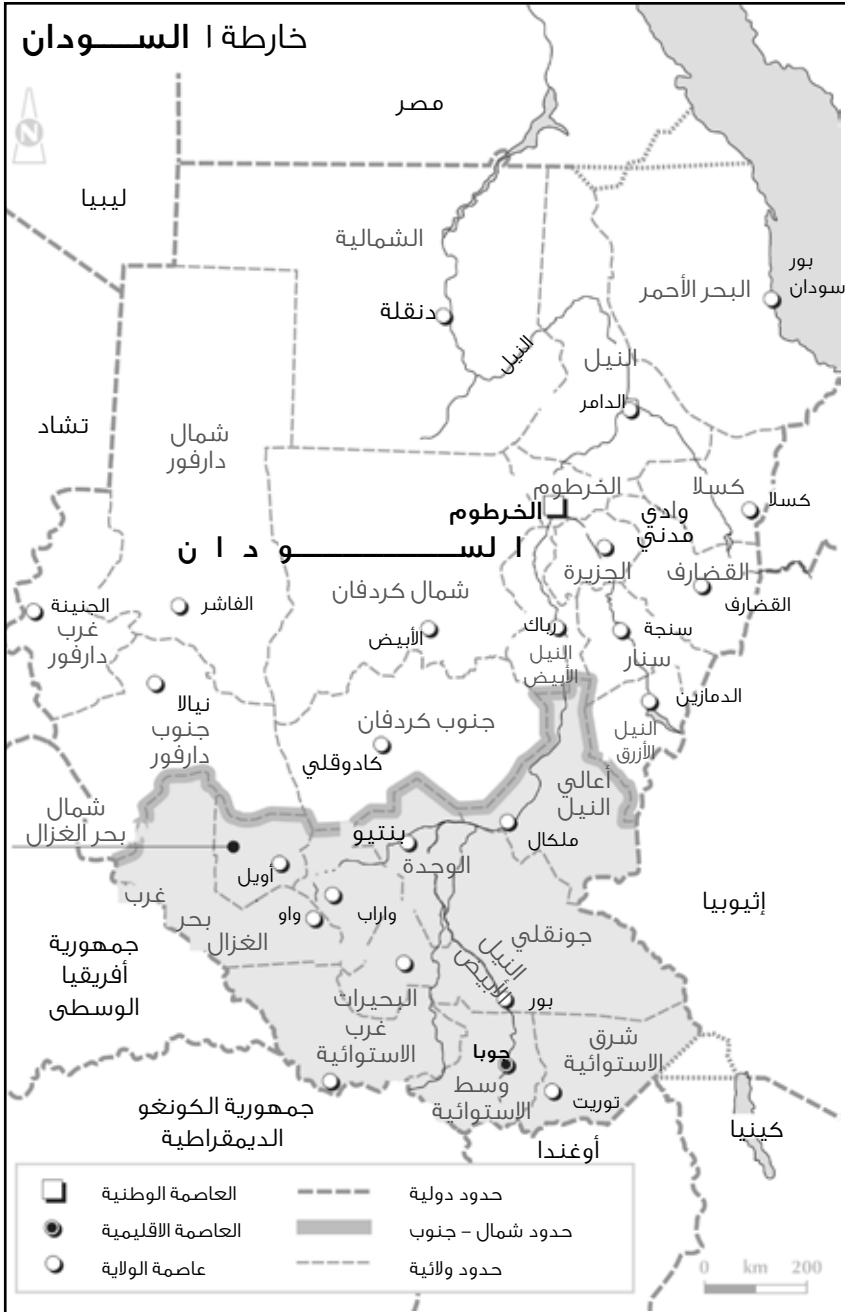 خارطة ا الســـودان
مصر
N
ليبيا
الشمالية
بور
سودان
البحر الأحمر
دنقلة
النيل
النيل
الدامر
تشاد
شمال
دارفور
الخرطوم
كسلا
كسلا
الخرطوم
وادي
مدني
الســـــودان
الجزيرة
القضارف
القضارف
شمال كردفان
الجنينة
الفاشر
غرب
دارفور
الأبيض
رباك
سنجة
النيل
الأبيض
سنار
نيالا
الدمازين
جنوب
دارفور
جنوب كردفان
النيل
الأزرق
كادوقلي
أعالي
النيل
شمال
بحر الغزال
بنتيو
ملكال
الوحدة
أويل
غرب
بحر
الغزال
واو
واراب
إثيوبيا
جونقلي
جمهورية
أفريقيا
الوسطى
النيل
الأبيض
البحيرات
بور
غرب
الاستوائية
جوبا
شرق
الاستوائية
وسط
الاستوائية
توريت
جمهورية الكونغو
الديمقراطية
أوغندا
كينيا
العاصمة الوطنية
حدود دولية
العاصمة الاقليمية
حدود شمال – جنوب
عاصمة الولاية
حدود ولائية
0 km 200